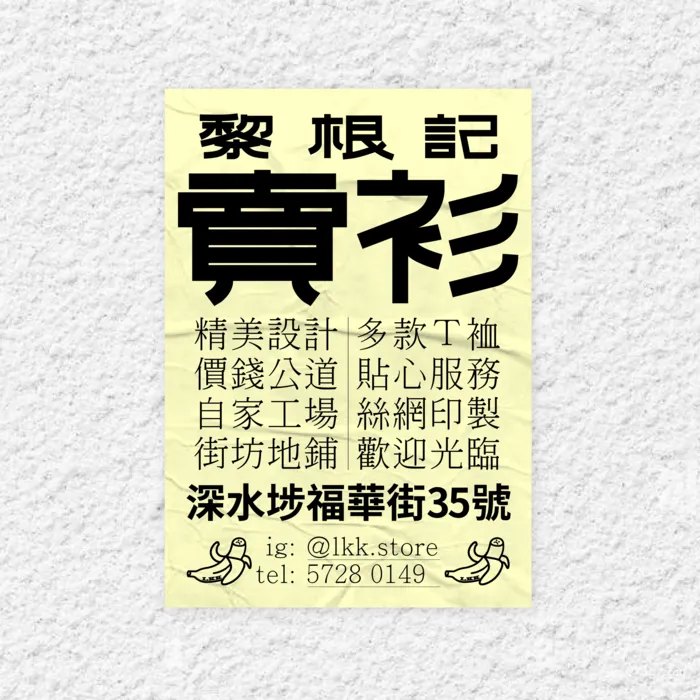 黎根記
賣衫
精美設計 多款T裇
價錢公道 貼心服務
自家工場 絲網印製
街坊地鋪 歡迎光臨
深水埗福華街35號
ig: @lkk.store
tel: 5728 0149